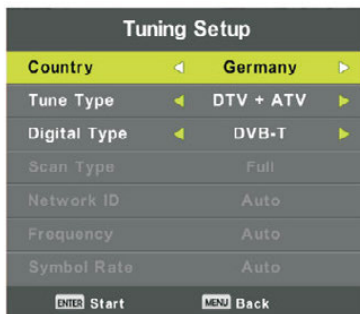 Tuning Setup
Country Germany
Tune Type DTV + ATV
Digital Type DVB-T
Scan Type Full
Network ID Auto
Frequency Auto
Symbol Rate Auto
ENTER Start MENU Back